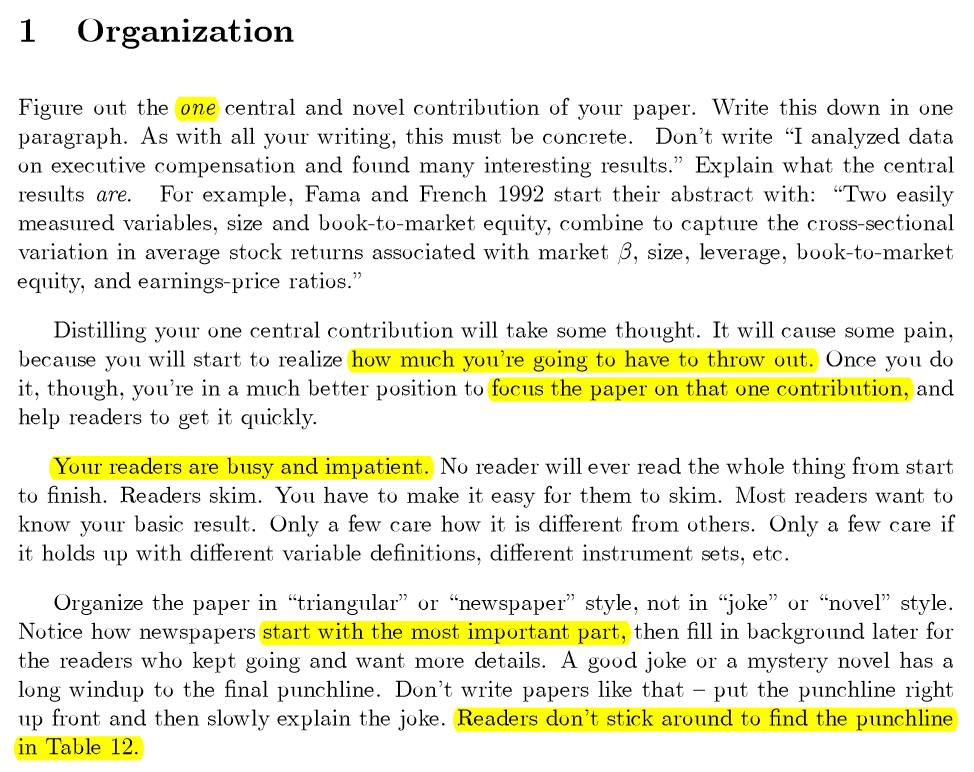 1 Organization
Figure out the one central and novel contribution of your paper. Write this down in one
paragraph. As with all your writing, this must be concrete. Don't write “I analyzed data
on executive compensation and found many interesting results.” Explain what the central
results are. For example, Fama and French 1992 start their abstract with: “Two easily
measured variables, size and book-to-market equity, combine to capture the cross-sectional
variation in average stock returns associated with market β, size, leverage, book-to-market
equity, and earnings-price ratios.”
Distilling your one central contribution will take some thought. It will cause some pain,
because you will start to realize how much you're going to have to throw out. Once you do
it, though, you're in a much better position to focus the paper on that one contribution, and
help readers to get it quickly.
Your readers are busy and impatient. No reader will ever read the whole thing from start
to finish. Readers skim. You have to make it easy for them to skim. Most readers want to
know your basic result. Only a few care how it is different from others. Only a few care if
it holds up with different variable definitions, different instrument sets, etc.
Organize the paper in “triangular” or “newspaper” style, not in “joke” or “novel” style.
Notice how newspapers start with the most important part, then fill in background later for
the readers who kept going and want more details. A good joke or a mystery novel has a
long windup to the final punchline. Don't write papers like that – put the punchline right
up front and then slowly explain the joke. Readers don't stick around to find the punchline
in Table 12.